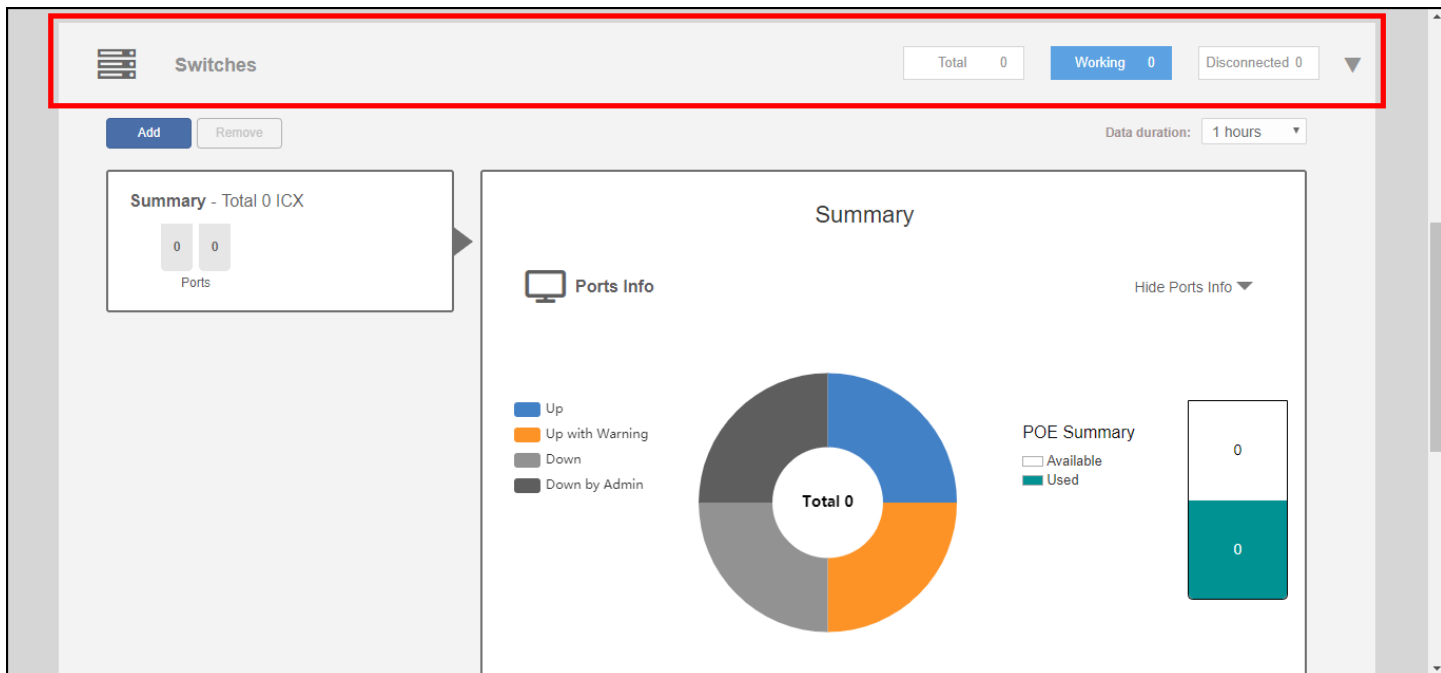 Switches
Total 0
Working 0
Disconnected 0
Add
Remove
Data duration:
1 hours
Summary - Total 0 ICX
0 0
Ports
Summary
Ports Info
Hide Ports Info
Up
Up with Warning
Down
Down by Admin
Total 0
POE Summary
Available
Used
0
0